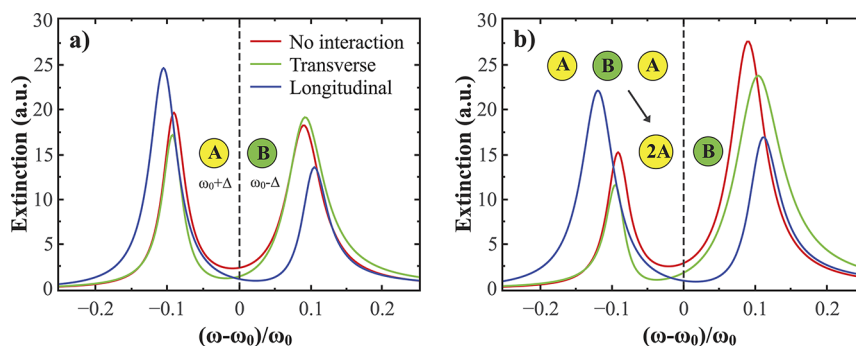 a)
No interaction
Transverse
Longitudinal
A
B
ω₀+Δ
ω₀-Δ
Extinction (a.u.)
30
25
20
15
10
5
0
−0.2
−0.1
0
0.1
0.2
(ω-ω₀)/ω₀
b)
A
B
A
2A
B
Extinction (a.u.)
30
25
20
15
10
5
0
−0.2
−0.1
0
0.1
0.2
(ω-ω₀)/ω₀